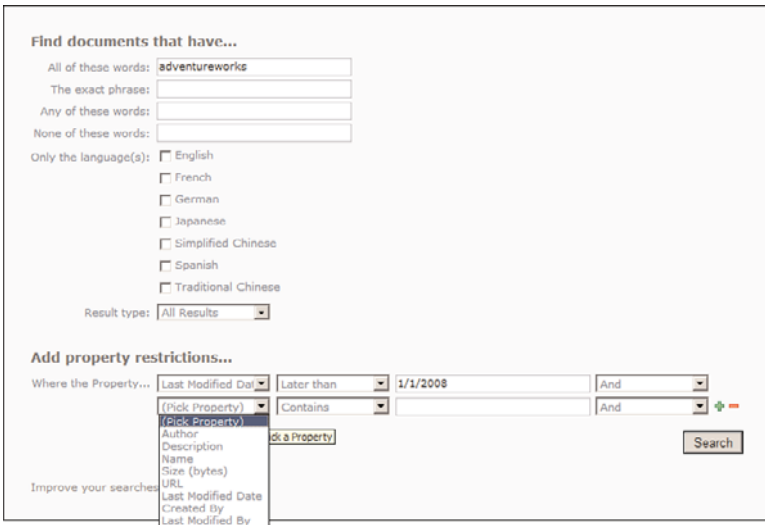 Find documents that have...
All of these words: adventureworks
The exact phrase:
Any of these words:
None of these words:
Only the language(s): English
French
German
Japanese
Simplified Chinese
Spanish
Traditional Chinese
Result type: All Results
Add property restrictions...
Where the Property... Last Modified Dat Later than 1/1/2008 And
(Pick Property) Contains And
(Pick Property)
Author ick a Property
Description
Name
Size (bytes)
URL
Last Modified Date
Created By
Last Modified By
Search
Improve your searches